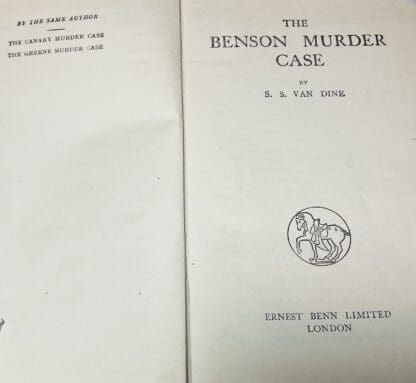 BY THE SAME AUTHOR
THE CANARY MURDER CASE
THE GREENE MURDER CASE
THE
BENSON MURDER
CASE
BY
S. S. VAN DINE
ERNEST BENN LIMITED
LONDON